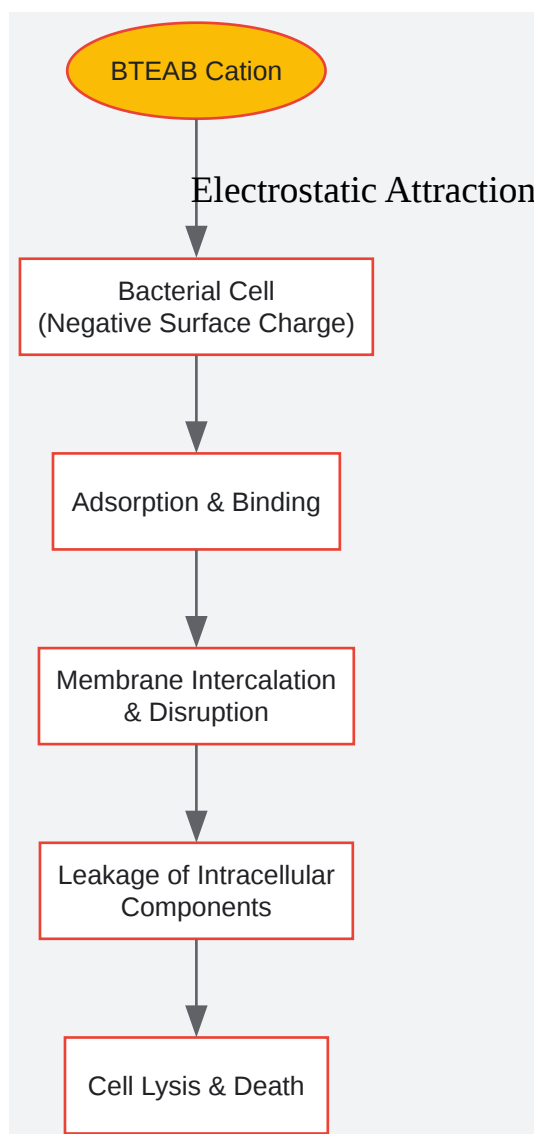 BTEAB Cation
Electrostatic Attraction
Bacterial Cell
(Negative Surface Charge)
Adsorption & Binding
Membrane Intercalation
& Disruption
Leakage of Intracellular
Components
Cell Lysis & Death